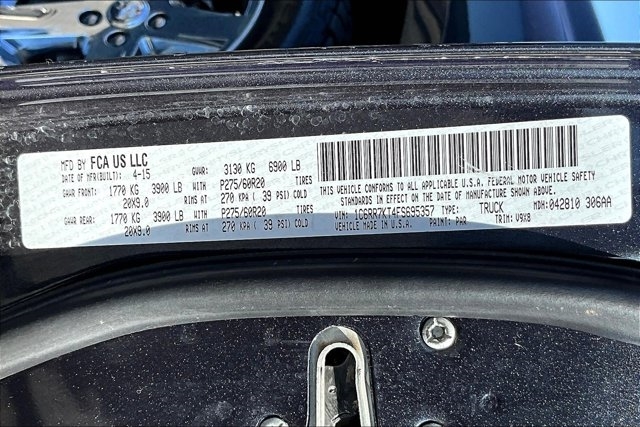 MFD BY FCA US LLC
DATE OF MFR(BUILT): 4-15
GVWR: 3130 KG 6900 LB
GAWR FRONT: 1770 KG 3900 LB WITH P275/60R20 TIRES
20X9.0 RIMS AT 270 KPA ( 39 PSI) COLD
GAWR REAR: 1770 KG 3900 LB WITH P275/60R20 TIRES
20X9.0 RIMS AT 270 KPA ( 39 PSI) COLD
THIS VEHICLE CONFORMS TO ALL APPLICABLE U.S.A. FEDERAL MOTOR VEHICLE
SAFETY, BUMPER, AND THEFT PREVENTION
STANDARDS IN EFFECT ON THE DATE OF MANUFACTURE SHOWN ABOVE.
VIN: 1C6RR7KT4FS695357 TYPE: TRUCK MDH: 042810 306AA
VEHICLE MADE IN U.S.A. PAINT: PAR TRIM: V9X8